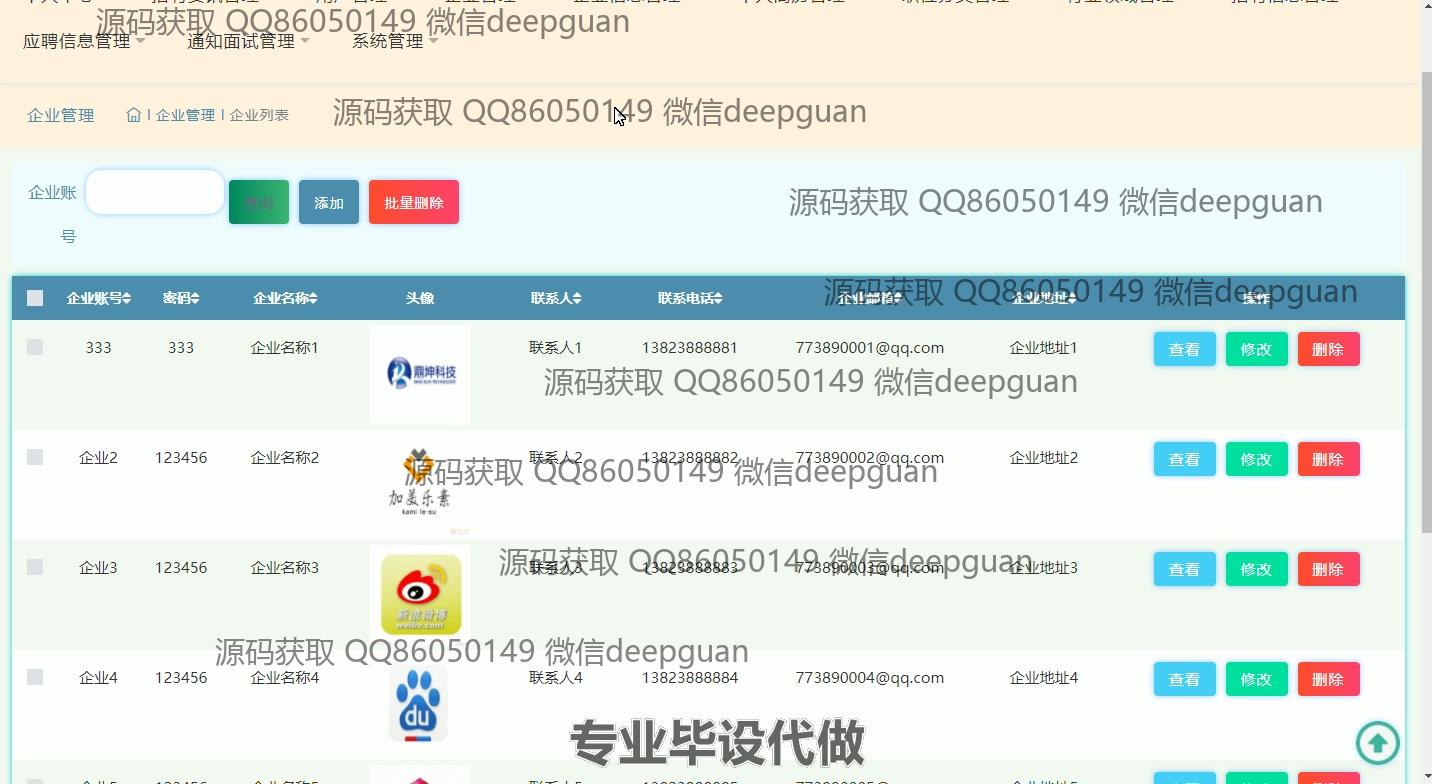 源码获取 QQ86050149 微信deepguan
应聘信息管理 通知面试管理 系统管理
企业管理 | 企业管理 | 企业列表
源码获取 QQ86050149 微信deepguan
企业账号 查询 添加 批量删除
源码获取 QQ86050149 微信deepguan
企业账号 密码 企业名称 头像 联系人 联系电话 企业邮箱 企业地址 操作
源码获取 QQ86050149 微信deepguan
333 333 企业名称1 联系人1 13823888881 773890001@qq.com 企业地址1 查看 修改 删除
鼎坤科技
DING KUN TECHNOLOGY
源码获取 QQ86050149 微信deepguan
企业2 123456 企业名称2 联系人2 13823888882 773890002@qq.com 企业地址2 查看 修改 删除
源码获取 QQ86050149 微信deepguan
加美乐素
kami le-su
企业3 123456 企业名称3 联系人3 13823888883 773890003@qq.com 企业地址3 查看 修改 删除
源码获取 QQ86050149 微信deepguan
新浪微博
weibo.com
源码获取 QQ86050149 微信deepguan
企业4 123456 企业名称4 联系人4 13823888884 773890004@qq.com 企业地址4 查看 修改 删除
du
专业毕设代做